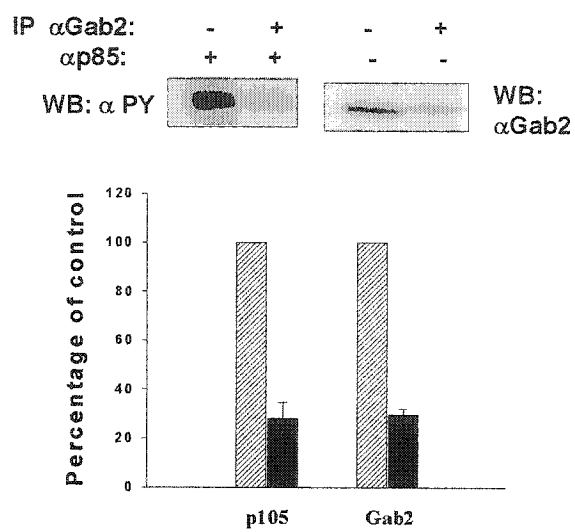 IP αGab2: - + - +
αp85: + + - -
WB: α PY
WB:
αGab2
Percentage of control
120
100
80
60
40
20
0
p105 Gab2